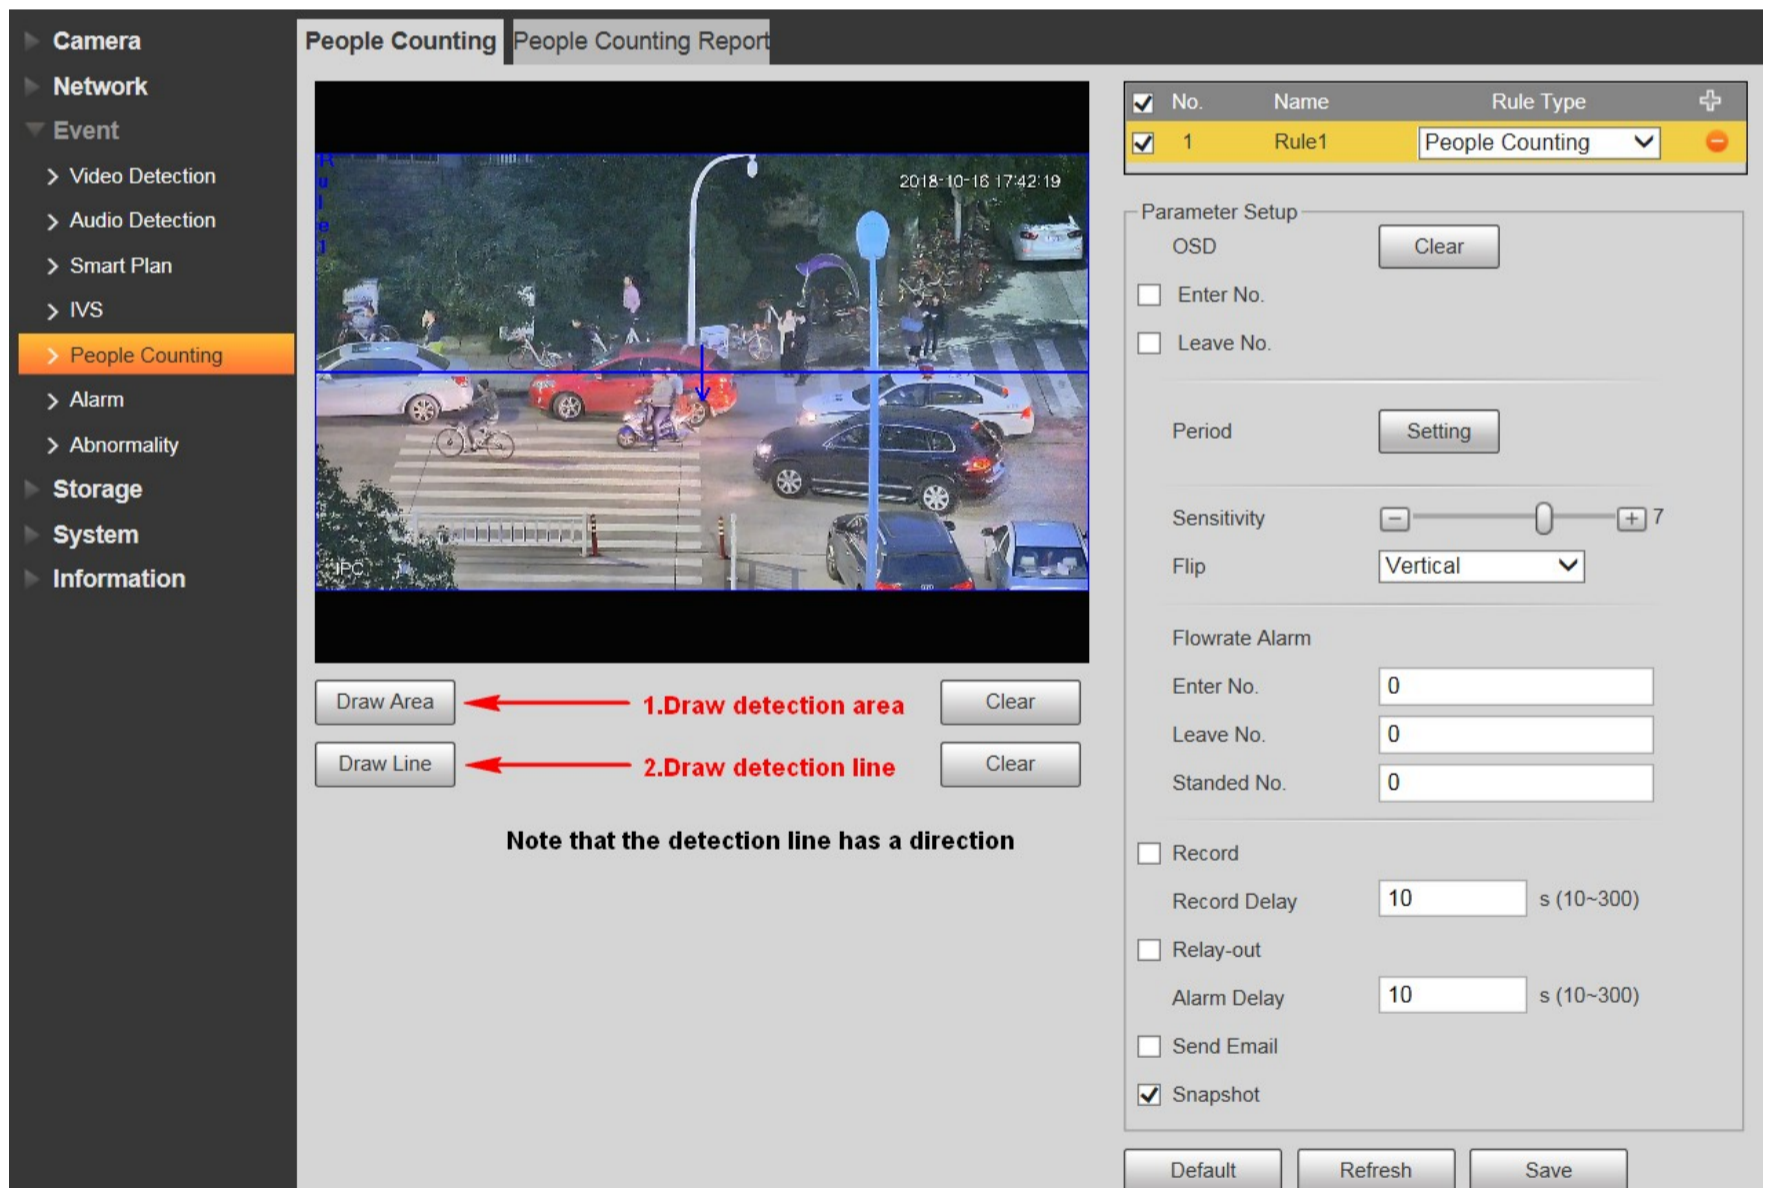 Camera
Network
Event
Video Detection
Audio Detection
Smart Plan
IVS
People Counting
Alarm
Abnormality
Storage
System
Information
People Counting
People Counting Report
Rule1
2018-10-16 17:42:19
IPC
Draw Area
1.Draw detection area
Clear
Draw Line
2.Draw detection line
Clear
Note that the detection line has a direction
No. Name Rule Type
1 Rule1 People Counting
Parameter Setup
OSD Clear
Enter No.
Leave No.
Period Setting
Sensitivity 7
Flip Vertical
Flowrate Alarm
Enter No. 0
Leave No. 0
Standed No. 0
Record
Record Delay 10 s (10~300)
Relay-out
Alarm Delay 10 s (10~300)
Send Email
Snapshot
Default Refresh Save